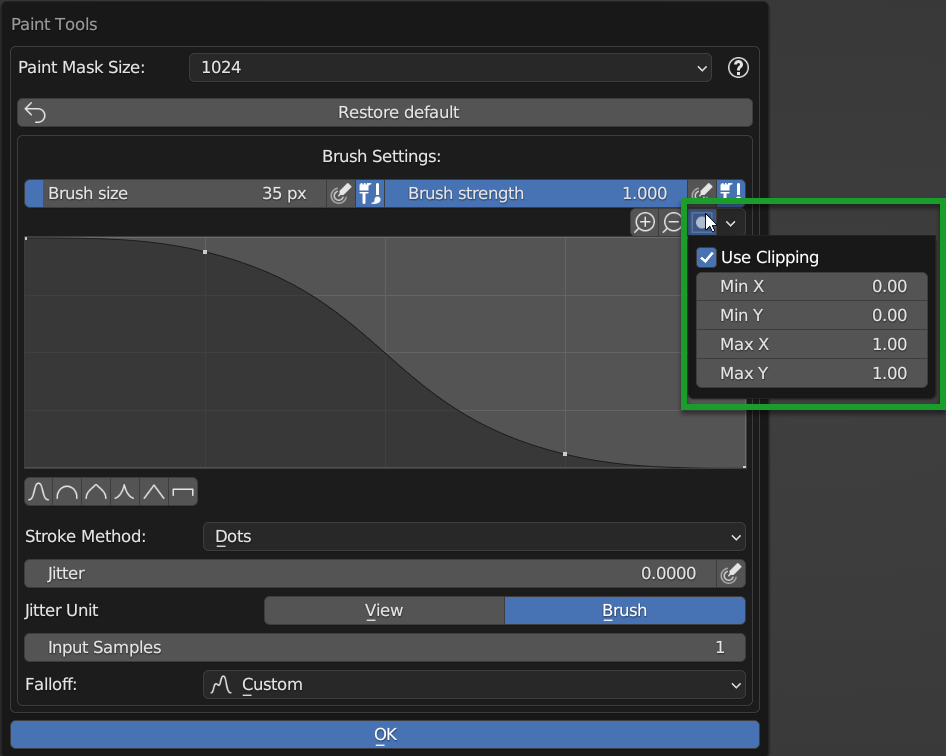 Paint Tools
Paint Mask Size: 1024
Restore default
Brush Settings:
Brush size 35 px Brush strength 1.000
Use Clipping
Min X 0.00
Min Y 0.00
Max X 1.00
Max Y 1.00
Stroke Method: Dots
Jitter 0.0000
Jitter Unit View Brush
Input Samples 1
Falloff: Custom
OK